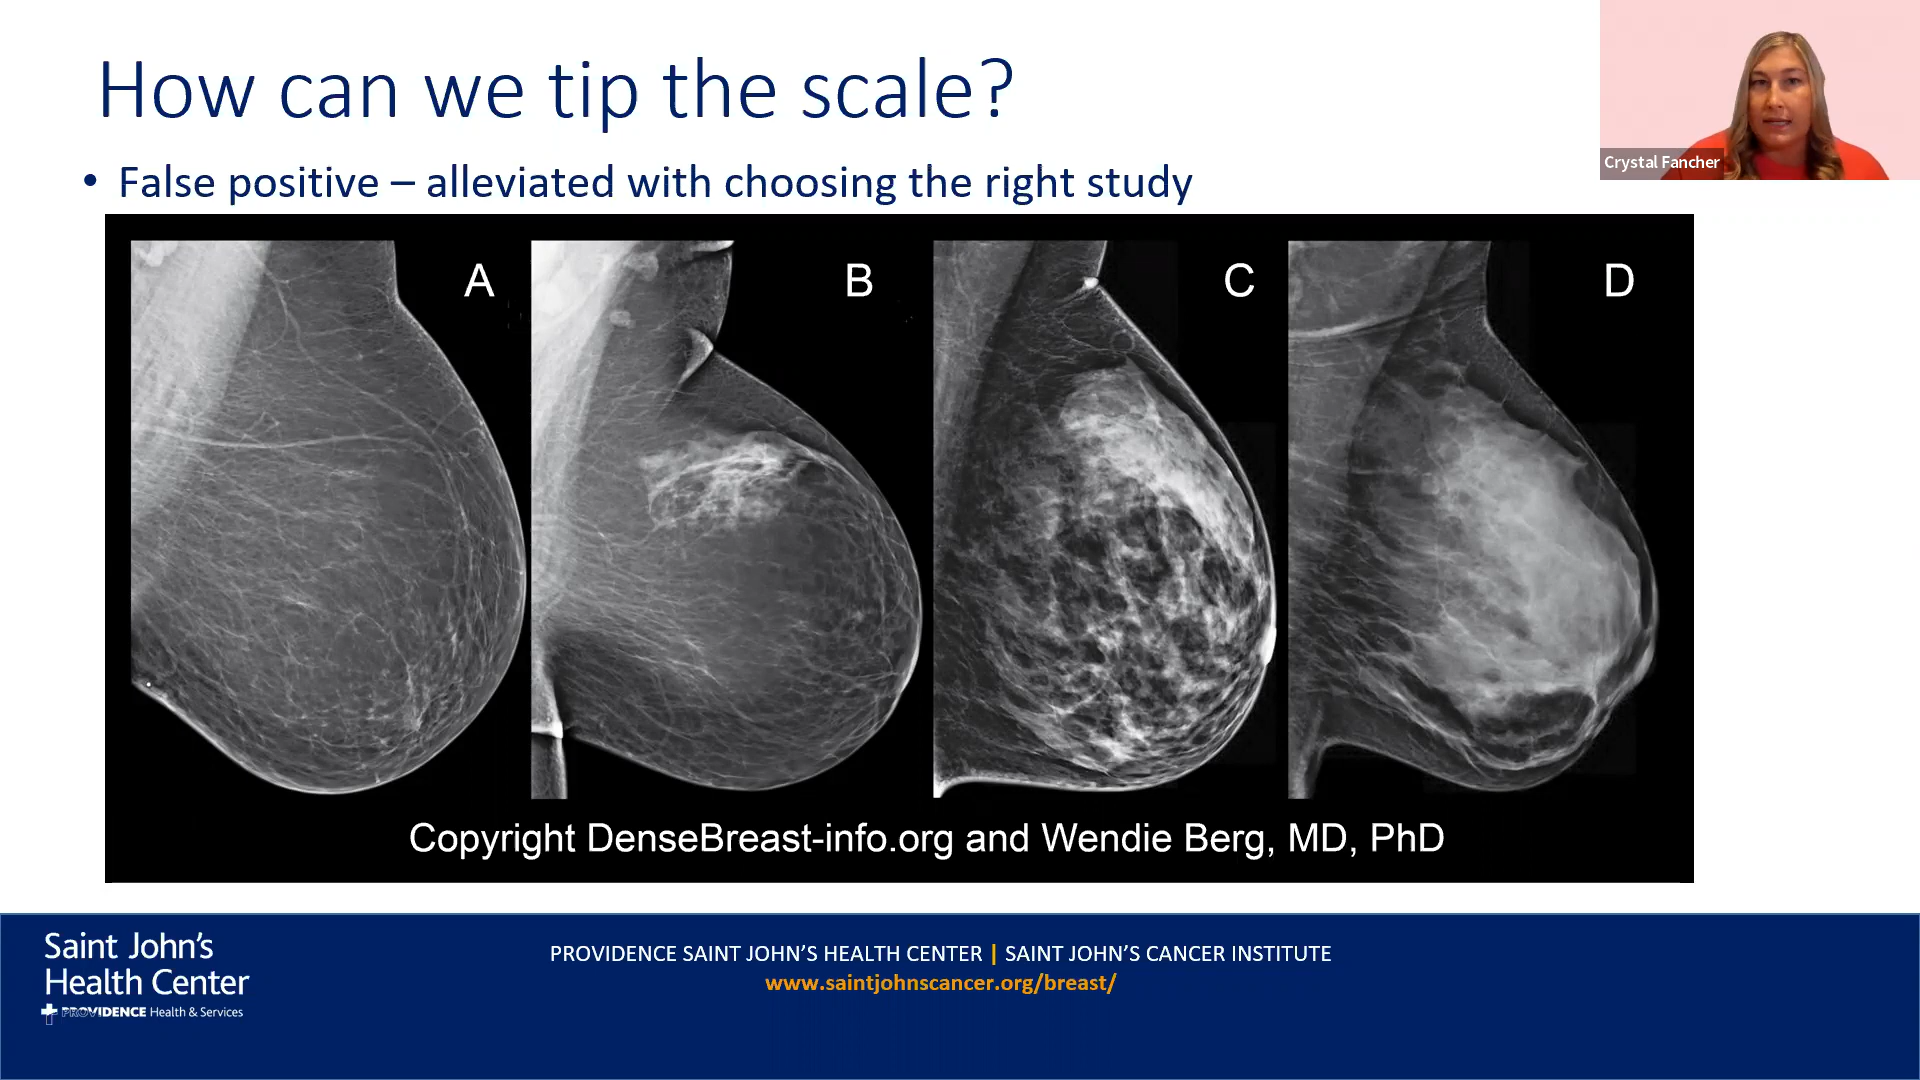 How can we tip the scale?
Crystal Fancher
• False positive – alleviated with choosing the right study
A
B
C
D
Copyright DenseBreast-info.org and Wendie Berg, MD, PhD
Saint John's
Health Center
PROVIDENCE Health & Services
PROVIDENCE SAINT JOHN'S HEALTH CENTER | SAINT JOHN'S CANCER INSTITUTE
www.saintjohnscancer.org/breast/